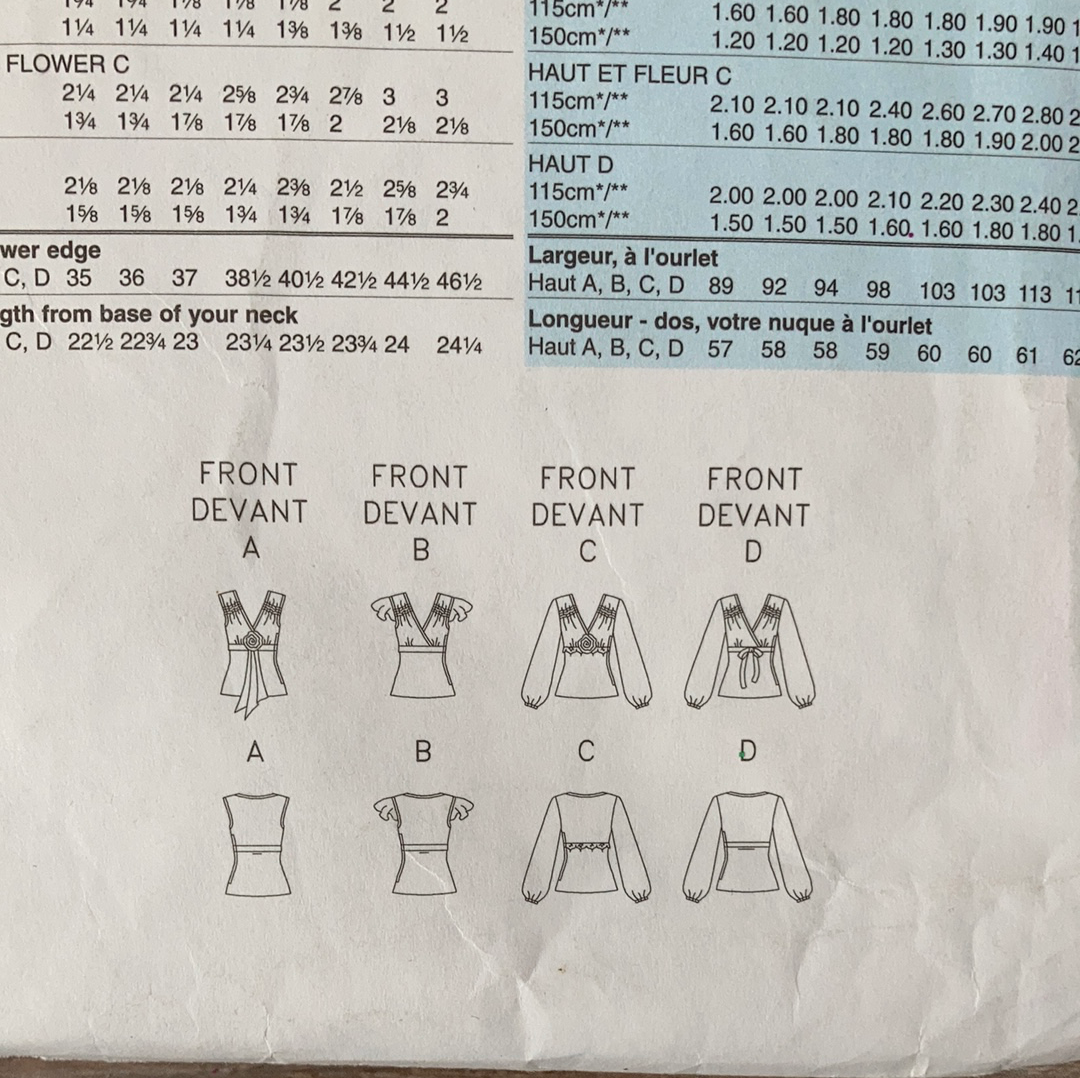 1¼ 1¼ 1¼ 1¼ 1⅜ 1⅜ 1½ 1½
FLOWER C
2¼ 2¼ 2¼ 2⅝ 2¾ 2⅞ 3 3
1¾ 1¾ 1⅞ 1⅞ 1⅞ 2 2⅛ 2⅛
2⅛ 2⅛ 2⅛ 2¼ 2⅜ 2½ 2⅝ 2¾
1⅝ 1⅝ 1⅝ 1¾ 1¾ 1⅞ 1⅞ 2
wer edge
C, D 35 36 37 38½ 40½ 42½ 44½ 46½
gth from base of your neck
C, D 22½ 22¾ 23 23¼ 23½ 23¾ 24 24¼
115cm*/** 1.60 1.60 1.80 1.80 1.80 1.90 1.90
150cm*/** 1.20 1.20 1.20 1.20 1.30 1.30 1.40
HAUT ET FLEUR C
115cm*/** 2.10 2.10 2.10 2.40 2.60 2.70 2.80
150cm*/** 1.60 1.60 1.80 1.80 1.80 1.90 2.00
HAUT D
115cm*/** 2.00 2.00 2.00 2.10 2.20 2.30 2.40
150cm*/** 1.50 1.50 1.50 1.60 1.60 1.80 1.80
Largeur, à l'ourlet
Haut A, B, C, D 89 92 94 98 103 103 113
Longueur - dos, votre nuque à l'ourlet
Haut A, B, C, D 57 58 58 59 60 60 61 62
FRONT FRONT FRONT FRONT
DEVANT DEVANT DEVANT DEVANT
A B C D
A B C D